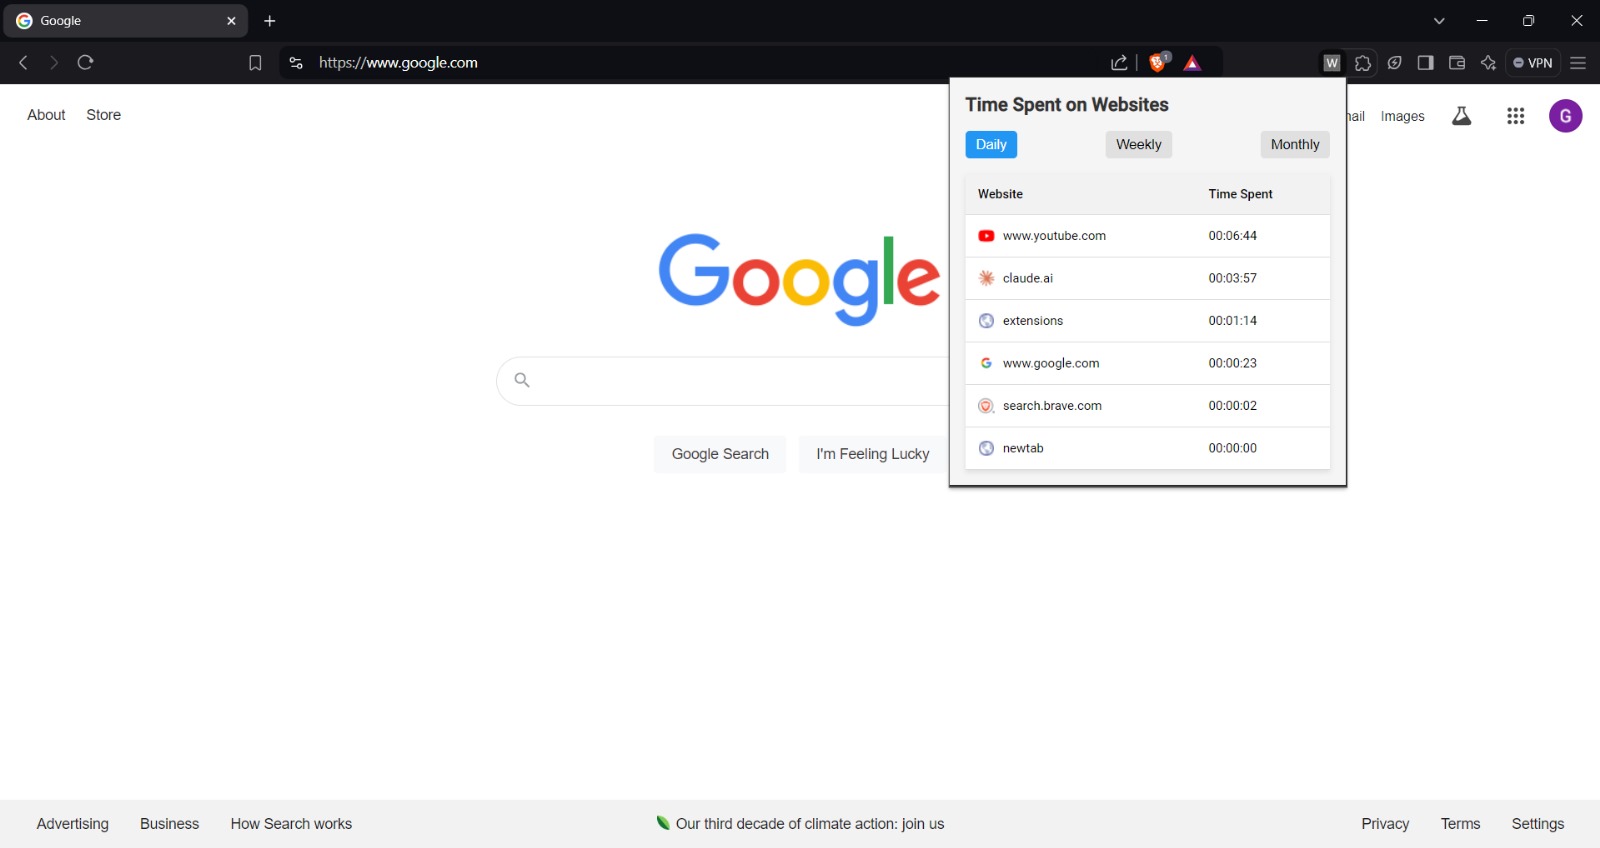 Google
https://www.google.com
1
W
VPN
About Store
Images
G
Time Spent on Websites
Daily Weekly Monthly
Website Time Spent
www.youtube.com 00:06:44
claude.ai 00:03:57
extensions 00:01:14
www.google.com 00:00:23
search.brave.com 00:00:02
newtab 00:00:00
Google
Google Search I'm Feeling Lucky
Advertising Business How Search works Our third decade of climate action: join us Privacy Terms Settings